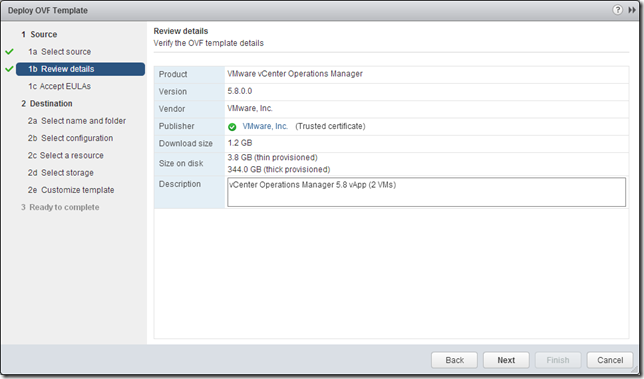 Deploy OVF Template
?
1 Source
1a Select source
1b Review details
1c Accept EULAs
2 Destination
2a Select name and folder
2b Select configuration
2c Select a resource
2d Select storage
2e Customize template
3 Ready to complete
Review details
Verify the OVF template details
Product VMware vCenter Operations Manager
Version 5.8.0.0
Vendor VMware, Inc.
Publisher VMware, Inc. (Trusted certificate)
Download size 1.2 GB
Size on disk 3.8 GB (thin provisioned)
344.0 GB (thick provisioned)
Description vCenter Operations Manager 5.8 vApp (2 VMs)
Back Next Finish Cancel